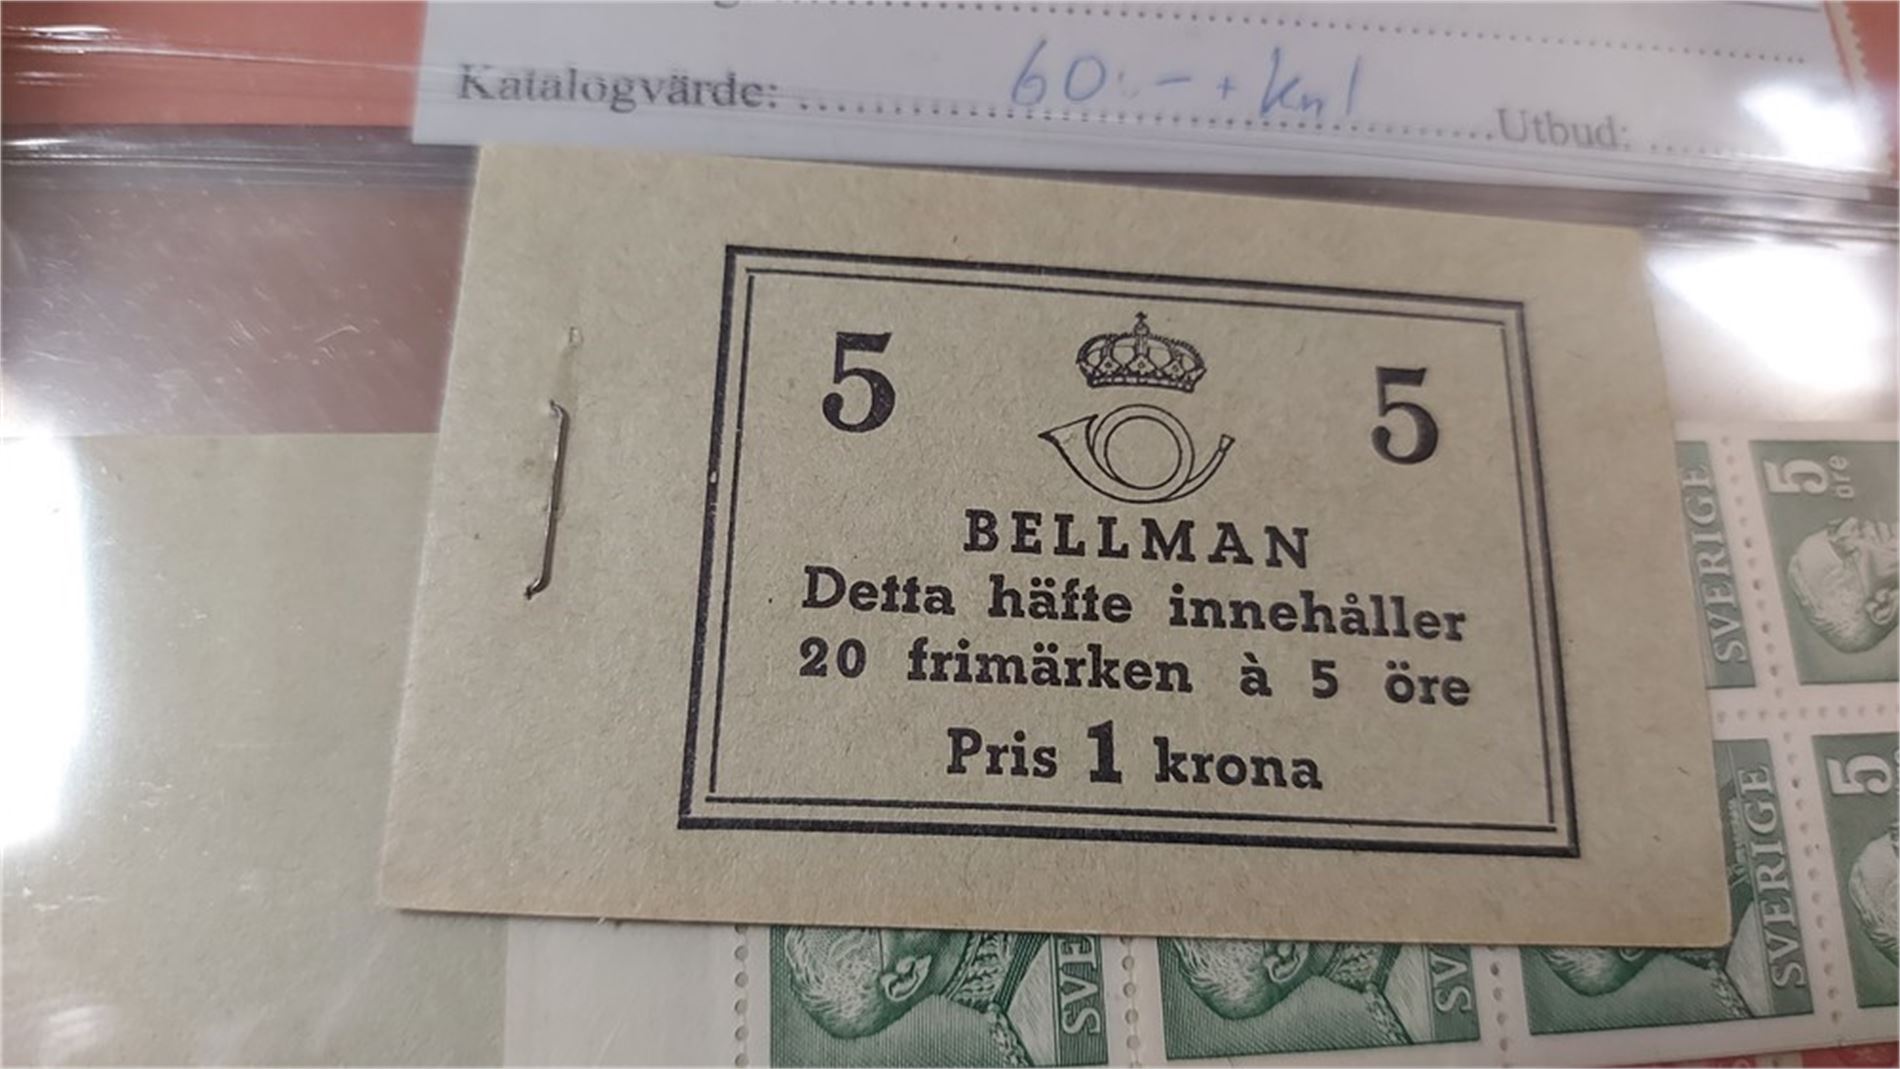 Katalogvärde: 60:- + Kn1 Utbud:
5 5
BELLMAN
Detta häfte innehåller
20 frimärken à 5 öre
Pris 1 krona
SVERIGE
5 öre
SVERIGE
5
SVE
SV
SVERIGE